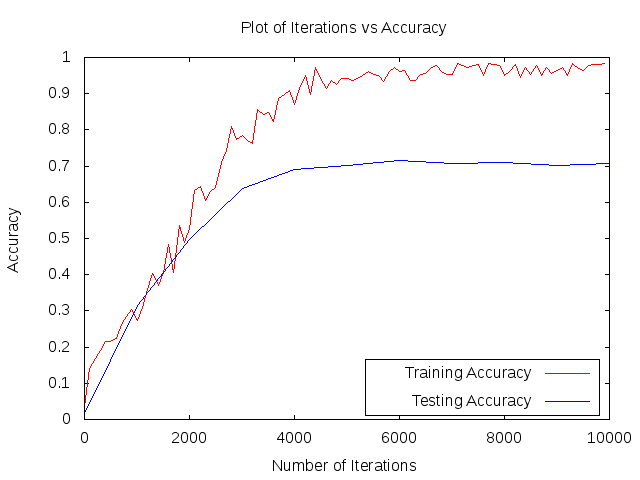 Plot of Iterations vs Accuracy
1
0.9
0.8
0.7
0.6
0.5
0.4
0.3
0.2
0.1
0
Accuracy
Training Accuracy
Testing Accuracy
0 2000 4000 6000 8000 10000
Number of Iterations